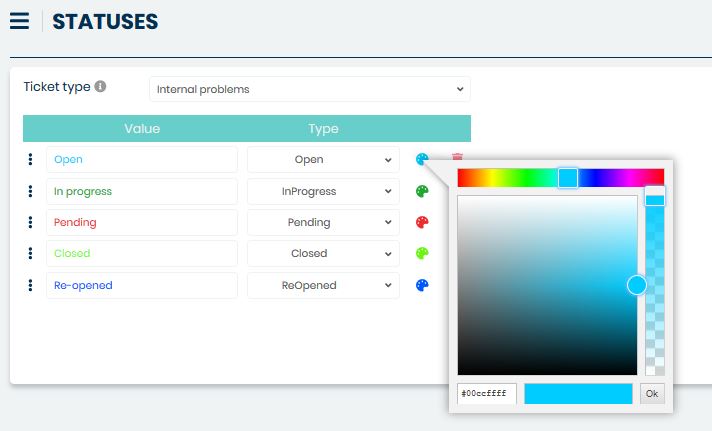 STATUSES
Ticket type
Internal problems
Value Type
Open Open
In progress InProgress
Pending Pending
Closed Closed
Re-opened ReOpened
#00ccffff Ok